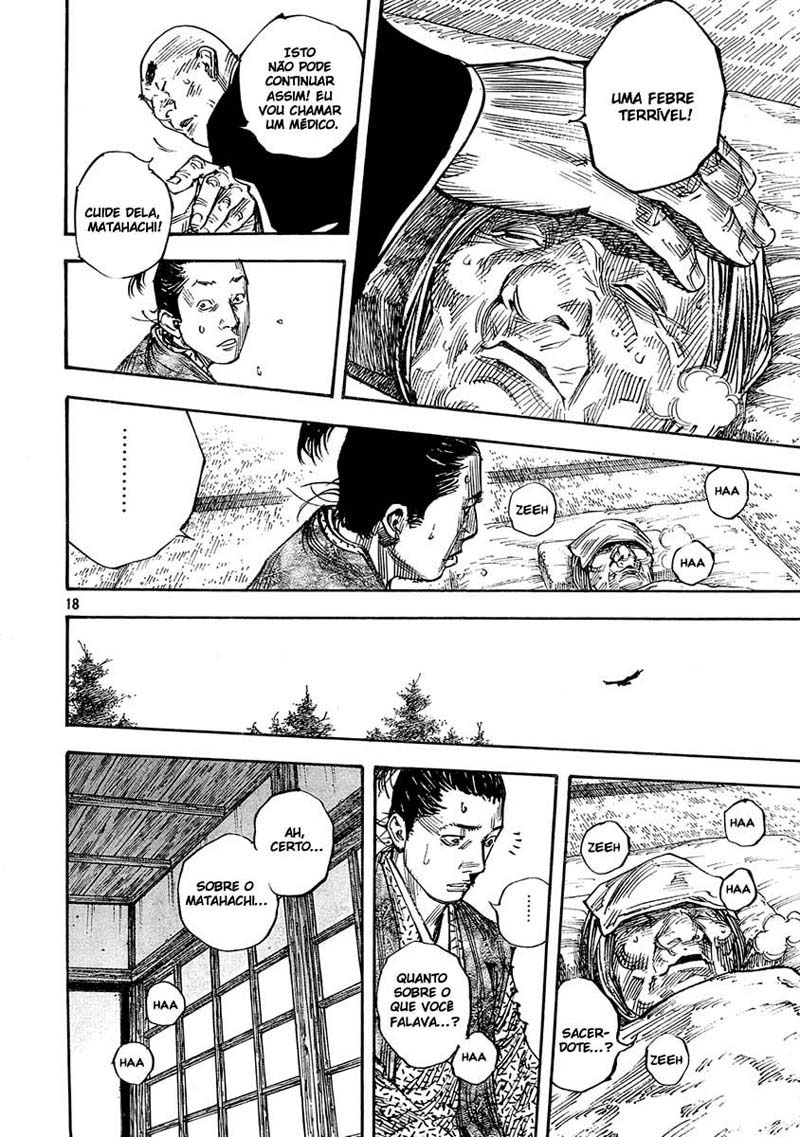 UMA FEBRE
TERRÍVEL!
ISTO
NÃO PODE
CONTINUAR
ASSIM! EU
VOU CHAMAR
UM MÉDICO.
CUIDE DELA,
MATAHACHI!
HAA
ZEEH
HAA
..........
18
HAA
ZEEH
HAA
SACER-
DOTE...?
ZEEH
......
QUANTO
SOBRE O
QUE VOCÊ
FALAVA...?
HAA
AH,
CERTO...
SOBRE O
MATAHACHI...
HAA
HAA